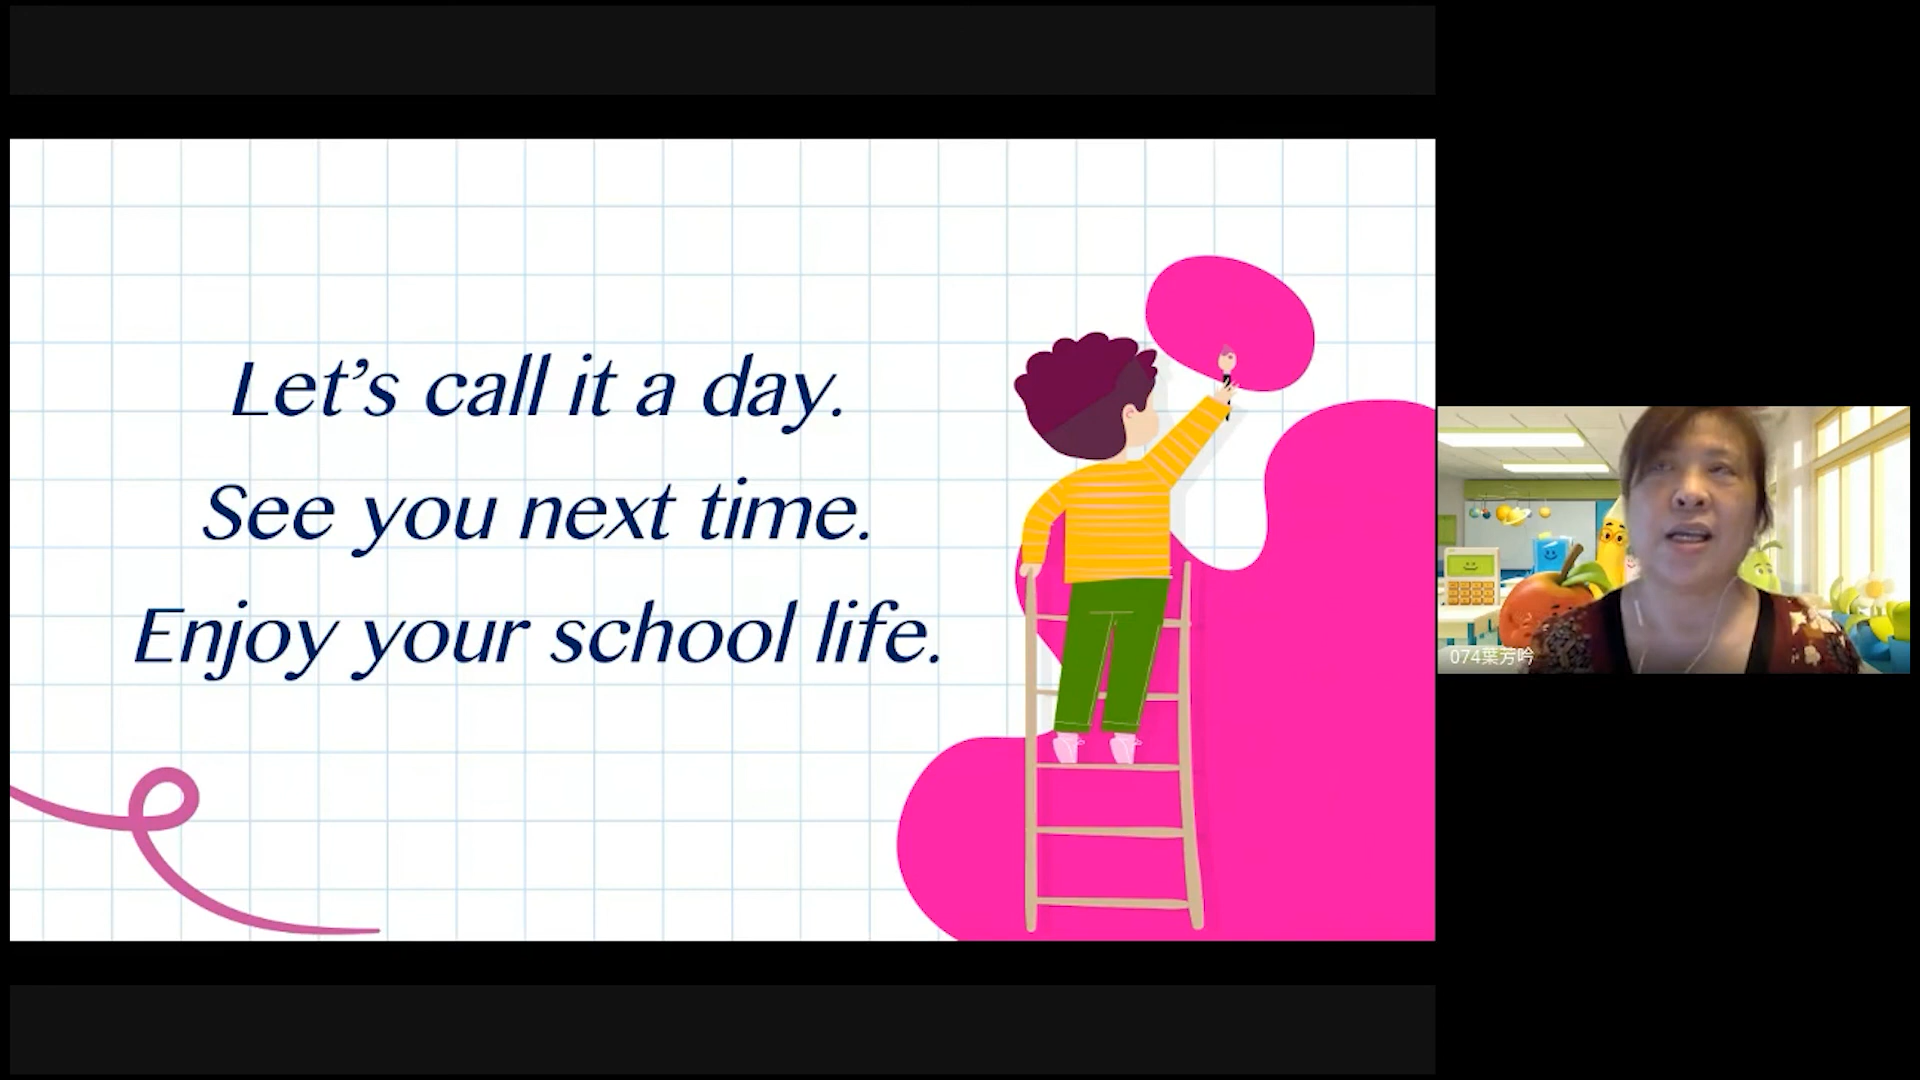 Let's call it a day.
See you next time.
Enjoy your school life.
074葉芳吟